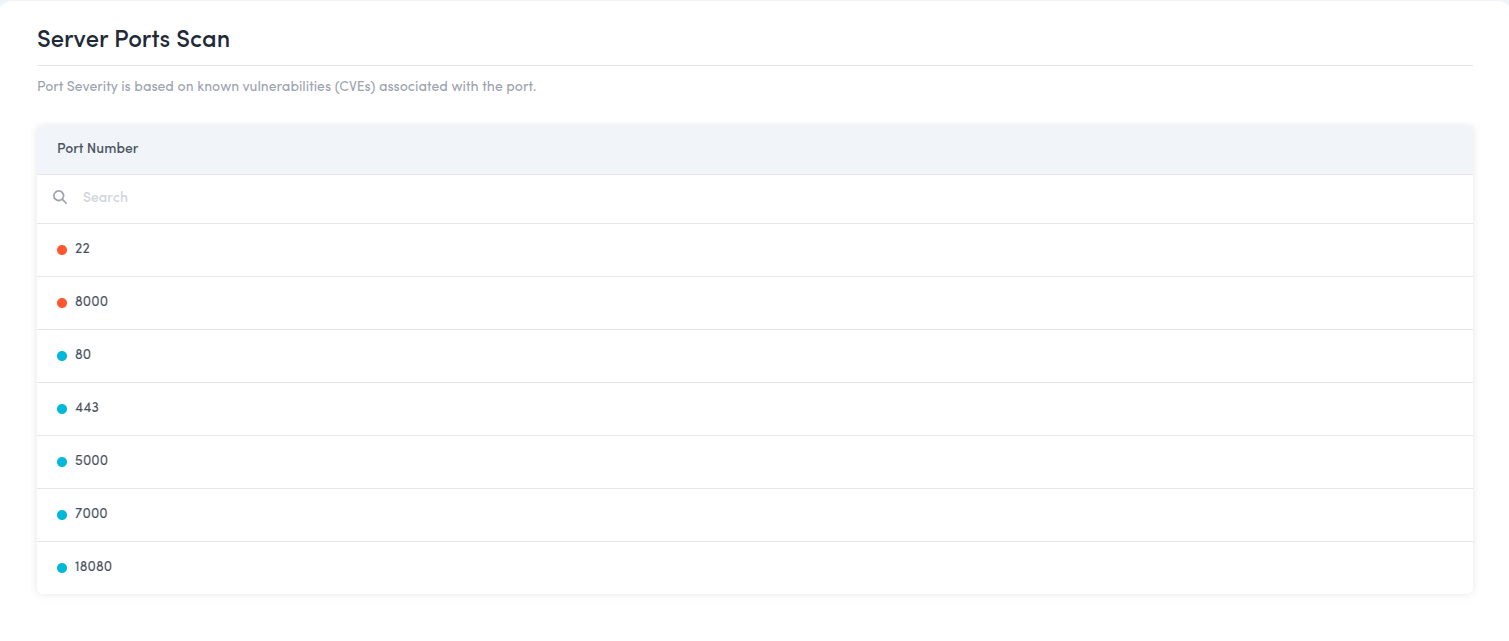 Server Ports Scan
Port Severity is based on known vulnerabilities (CVEs) associated with the port.
Port Number
Search
22
8000
80
443
5000
7000
18080